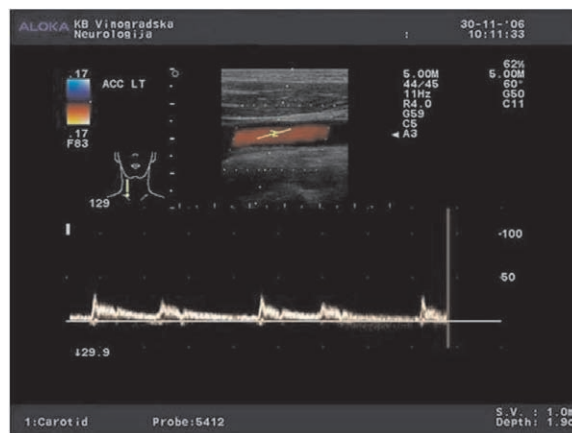 ALOKA KB Vinogradska
Neurologija
30-11-'06
: 10:11:33
.17
.17
F83
ACC LT
62%
5.00M 5.00M
44/45 60°
11Hz G50
R4.0 C11
G59
C5
A3
129
-100
50
↓29.9
1:Carotid Probe:5412
S.V. : 1.0m
Depth: 1.9c